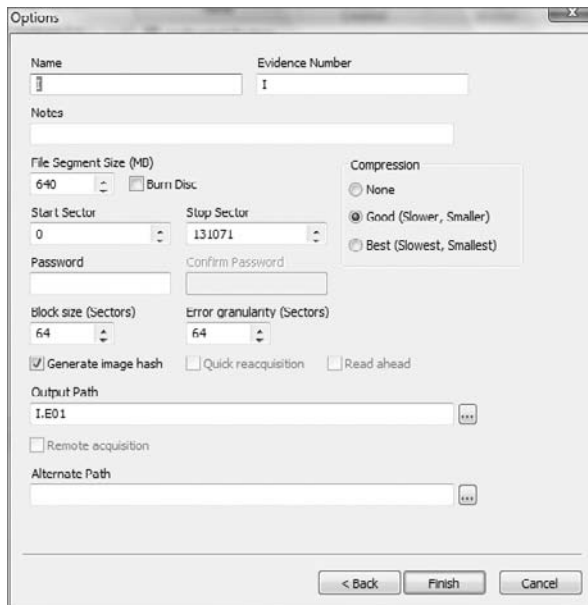 Options
Name Evidence Number
I I
Notes
File Segment Size (MB) Compression
640 Burn Disc None
Start Sector Stop Sector Good (Slower, Smaller)
0 131071 Best (Slowest, Smallest)
Password Confirm Password
Block size (Sectors) Error granularity (Sectors)
64 64
Generate image hash Quick reacquisition Read ahead
Output Path
I.E01 ...
Remote acquisition
Alternate Path
...
< Back Finish Cancel